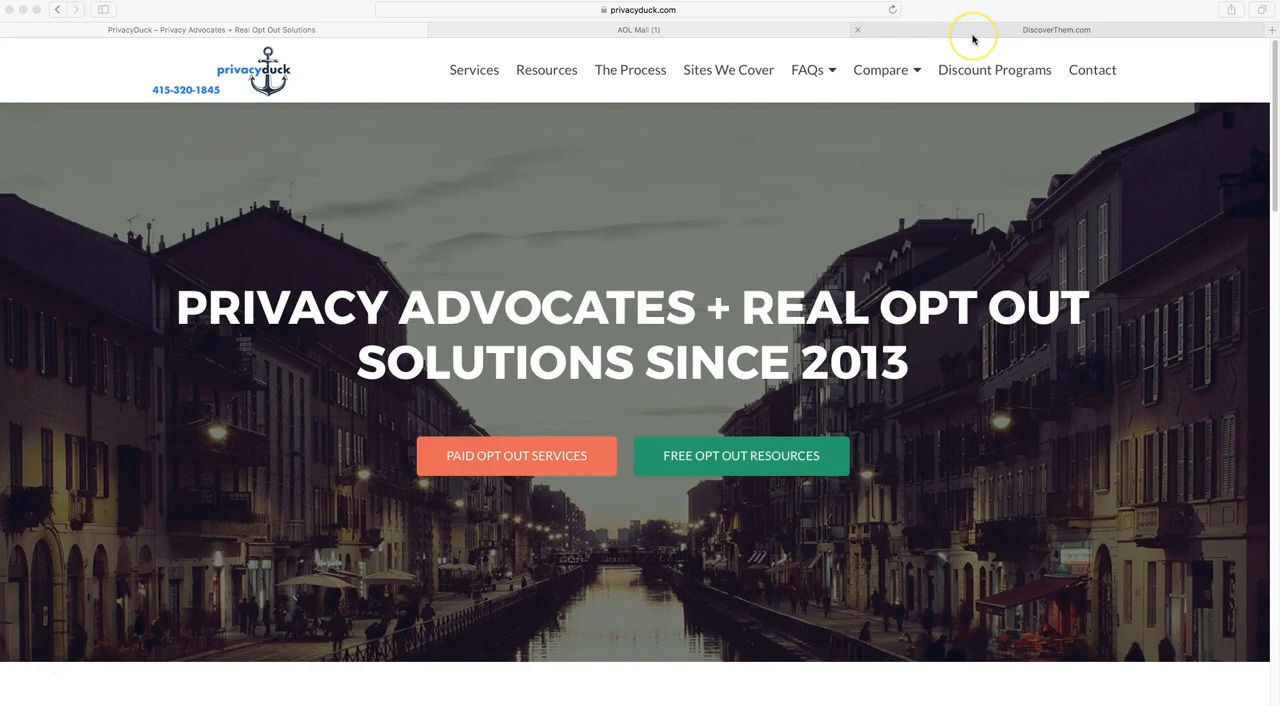 privacyduck.com
PrivacyDuck – Privacy Advocates + Real Opt Out Solutions
AOL Mail (1)
DiscoverThem.com
privacyduck
415-320-1845
Services
Resources
The Process
Sites We Cover
FAQs
Compare
Discount Programs
Contact
PRIVACY ADVOCATES + REAL OPT OUT
SOLUTIONS SINCE 2013
PAID OPT OUT SERVICES
FREE OPT OUT RESOURCES